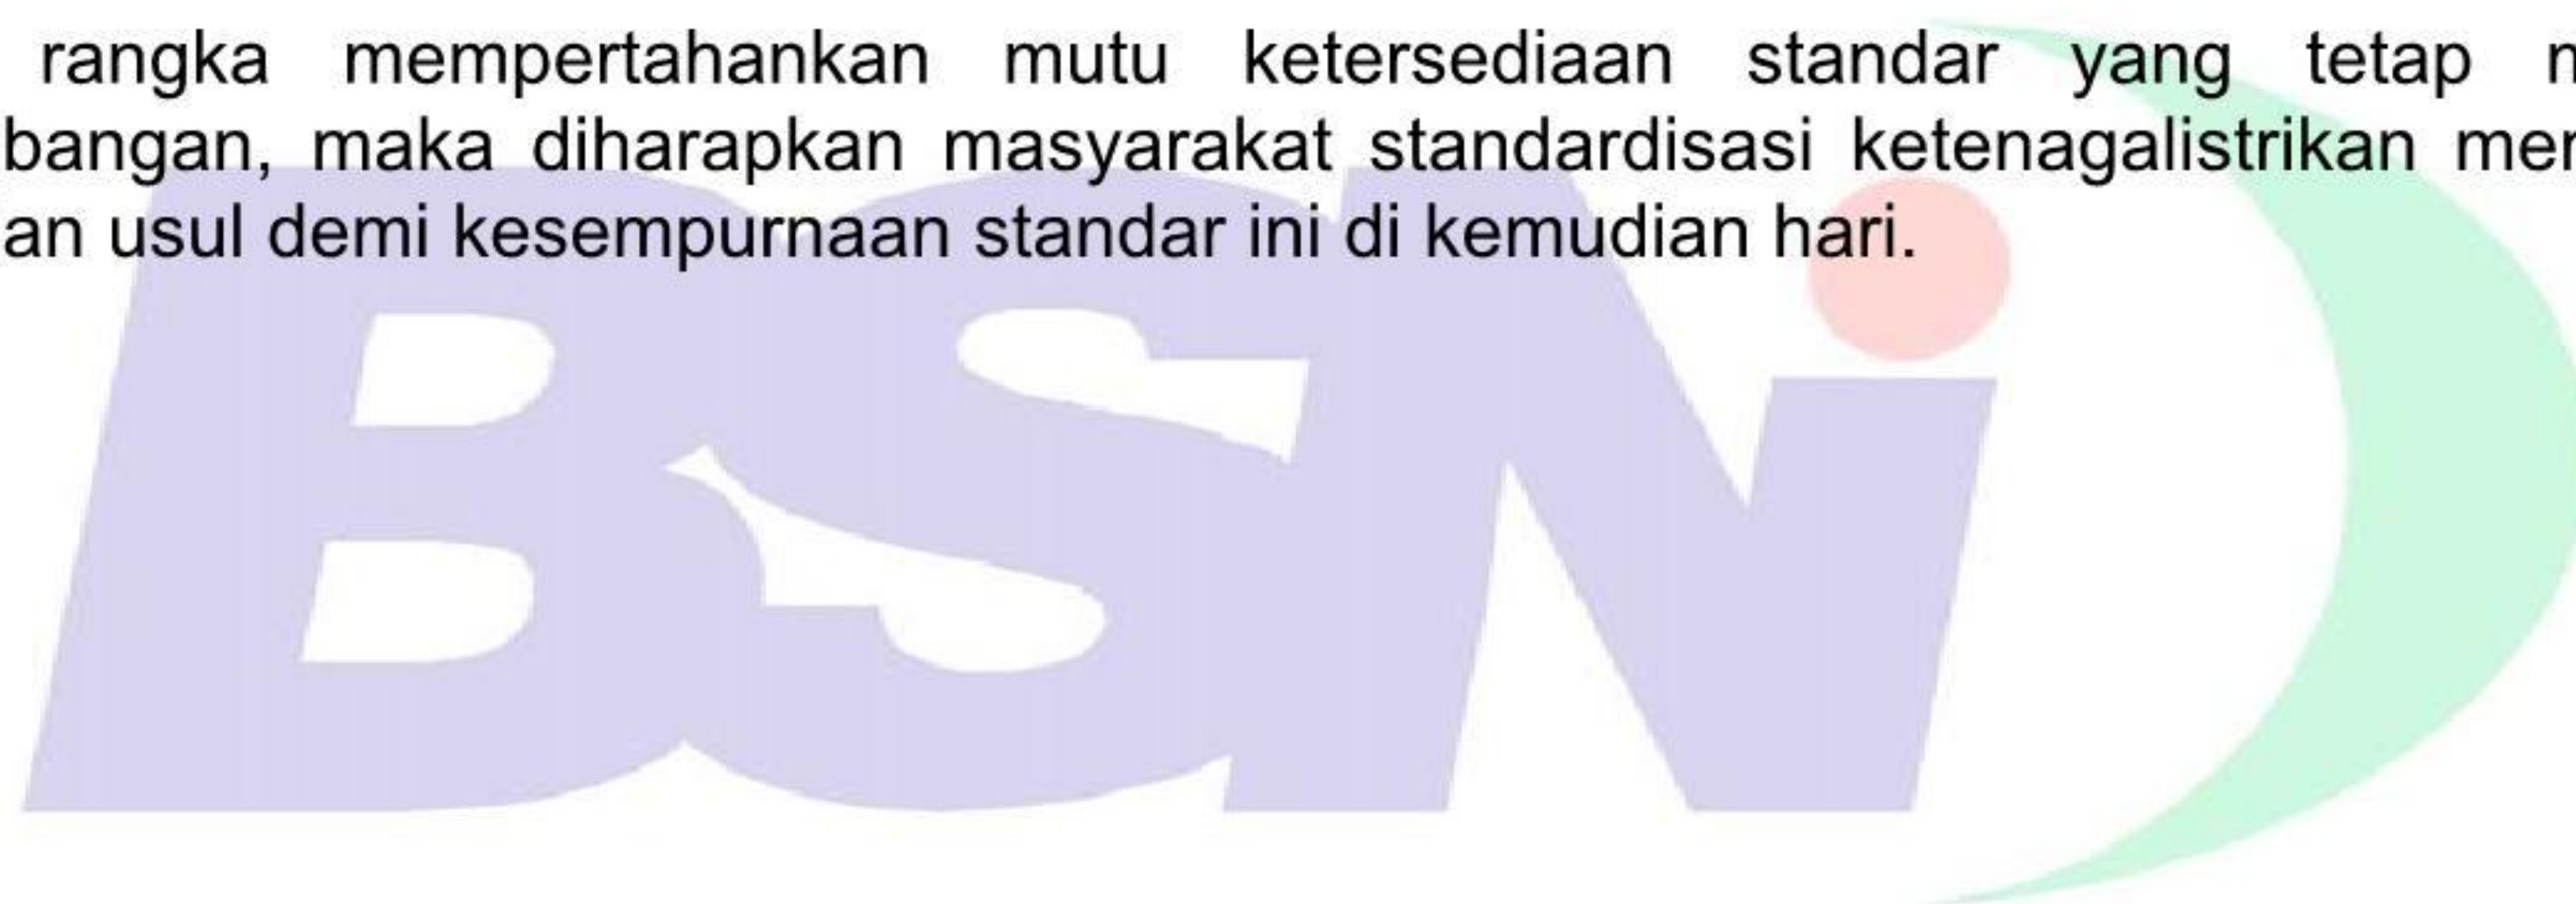 rangka mempertahankan mutu ketersediaan standar yang tetap
bangan, maka diharapkan masyarakat standardisasi ketenagalistrikan
an usul demi kesempurnaan standar ini di kemudian hari.
BSN